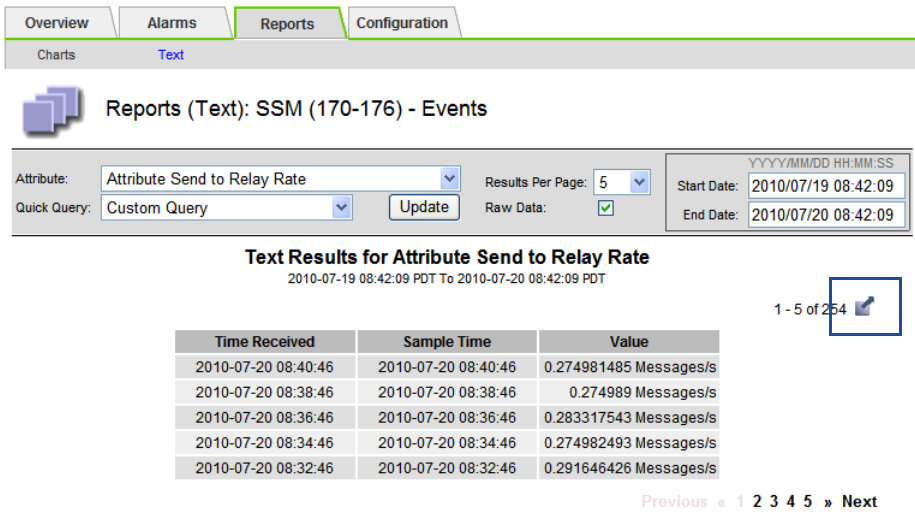 Overview Alarms Reports Configuration
Charts Text
Reports (Text): SSM (170-176) - Events
YYYY/MM/DD HH:MM:SS
Attribute: Attribute Send to Relay Rate Results Per Page: 5 Start Date: 2010/07/19 08:42:09
Quick Query: Custom Query Update Raw Data: End Date: 2010/07/20 08:42:09
Text Results for Attribute Send to Relay Rate
2010-07-19 08:42:09 PDT To 2010-07-20 08:42:09 PDT
1 - 5 of 254
Time Received Sample Time Value
2010-07-20 08:40:46 2010-07-20 08:40:46 0.274981485 Messages/s
2010-07-20 08:38:46 2010-07-20 08:38:46 0.274989 Messages/s
2010-07-20 08:36:46 2010-07-20 08:36:46 0.283317543 Messages/s
2010-07-20 08:34:46 2010-07-20 08:34:46 0.274982493 Messages/s
2010-07-20 08:32:46 2010-07-20 08:32:46 0.291646426 Messages/s
Previous « 1 2 3 4 5 » Next